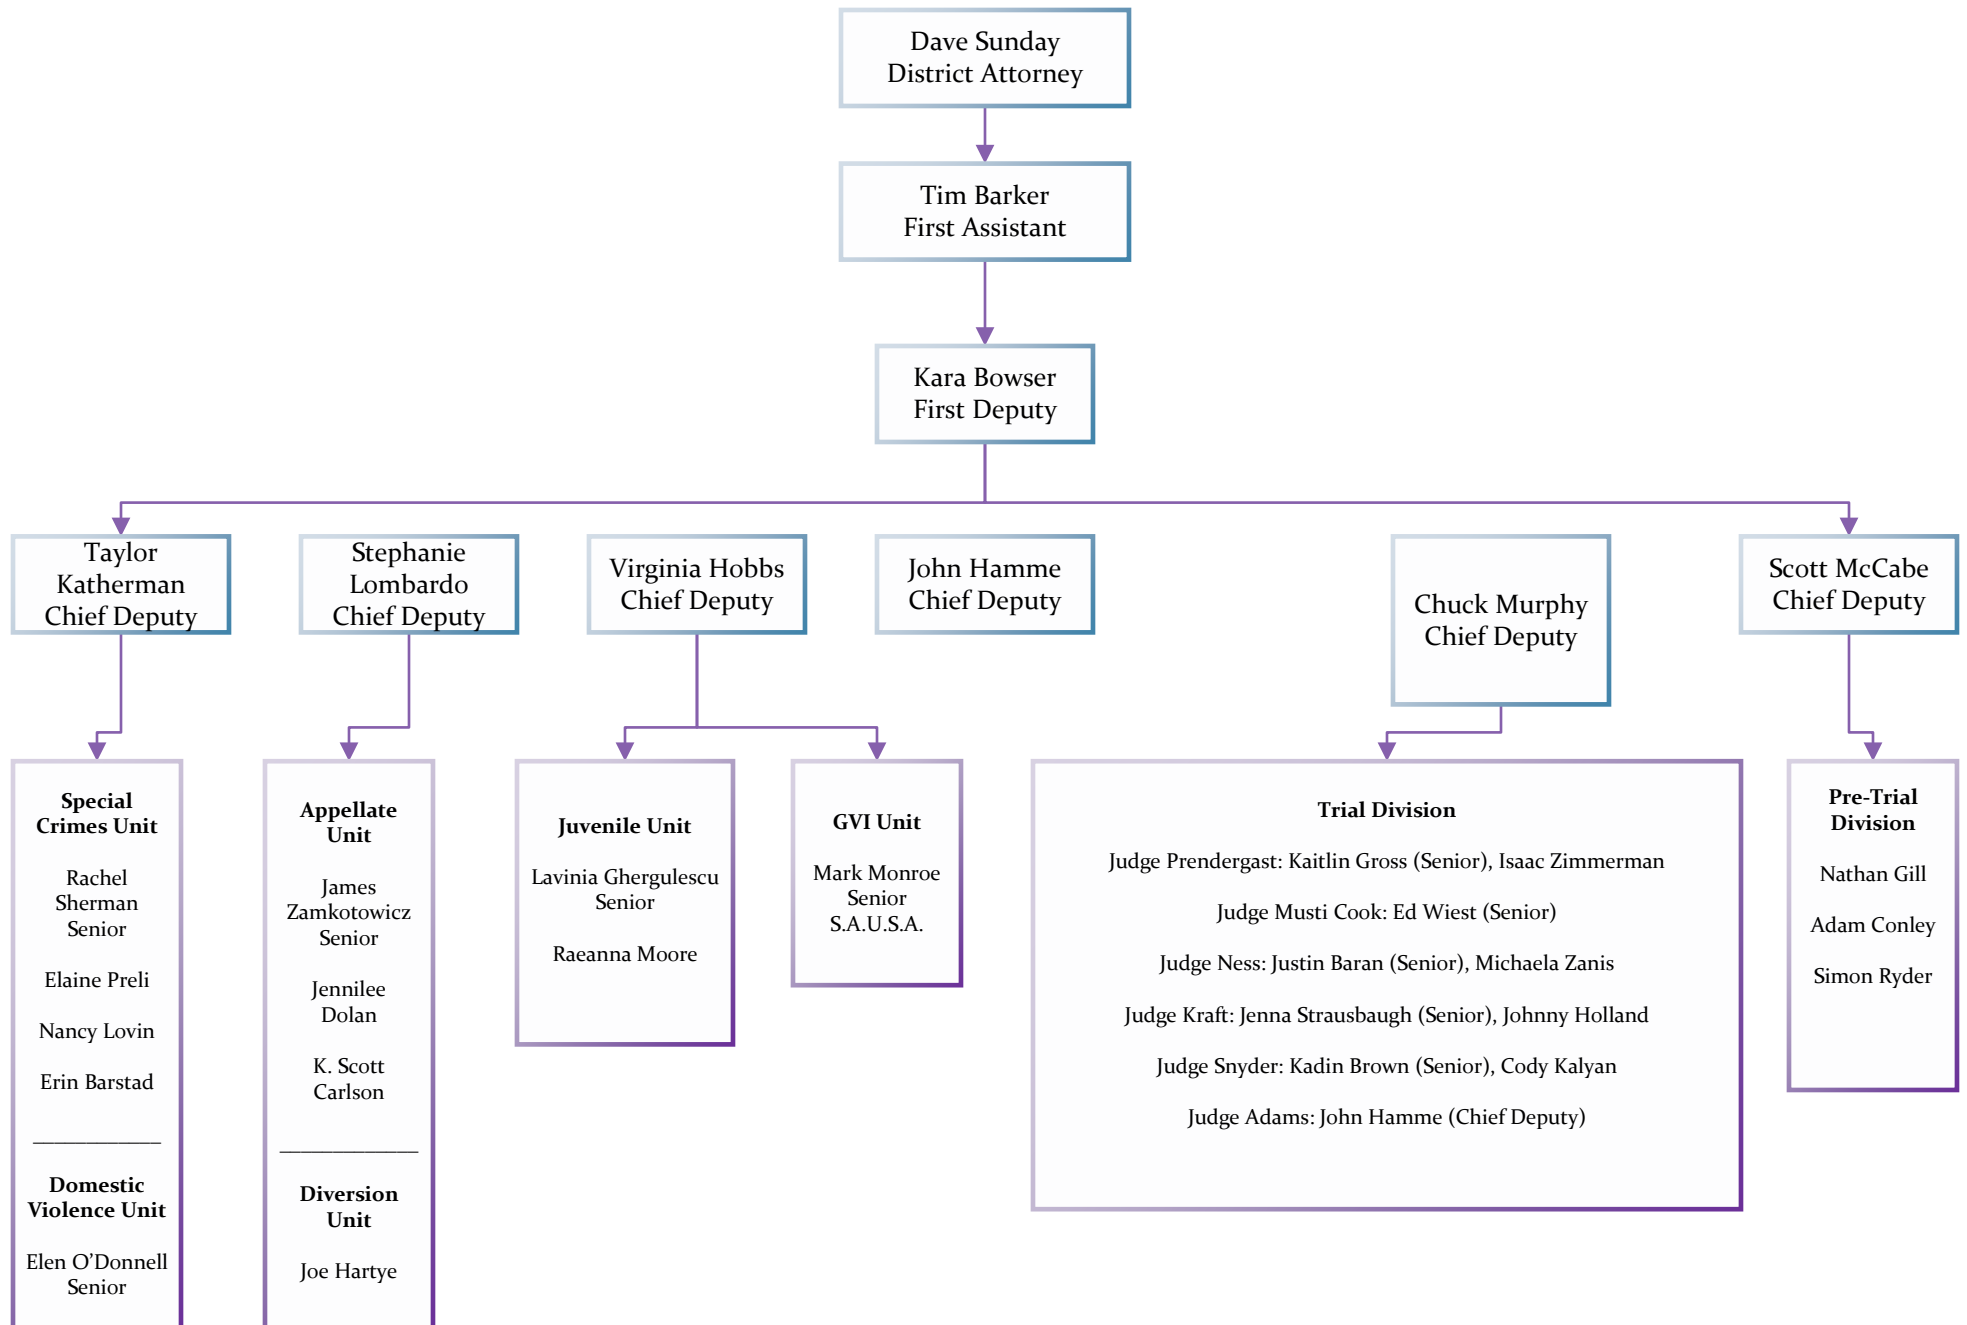 Dave Sunday
District Attorney
Tim Barker
First Assistant
Kara Bowser
First Deputy
Taylor
Katherman
Chief Deputy
Stephanie
Lombardo
Chief Deputy
Virginia Hobbs
Chief Deputy
John Hamme
Chief Deputy
Chuck Murphy
Chief Deputy
Scott McCabe
Chief Deputy
Special
Crimes Unit
Rachel
Sherman
Senior
Elaine Preli
Nancy Lovin
Erin Barstad
Domestic
Violence Unit
Elen O’Donnell
Senior
Appellate
Unit
James
Zamkotowicz
Senior
Jennilee
Dolan
K. Scott
Carlson
Diversion
Unit
Joe Hartye
Juvenile Unit
Lavinia Ghergulescu
Senior
Raeanna Moore
GVI Unit
Mark Monroe
Senior
S.A.U.S.A.
Trial Division
Judge Prendergast: Kaitlin Gross (Senior), Isaac Zimmerman
Judge Musti Cook: Ed Wiest (Senior)
Judge Ness: Justin Baran (Senior), Michaela Zanis
Judge Kraft: Jenna Strausbaugh (Senior), Johnny Holland
Judge Snyder: Kadin Brown (Senior), Cody Kalyan
Judge Adams: John Hamme (Chief Deputy)
Pre-Trial
Division
Nathan Gill
Adam Conley
Simon Ryder